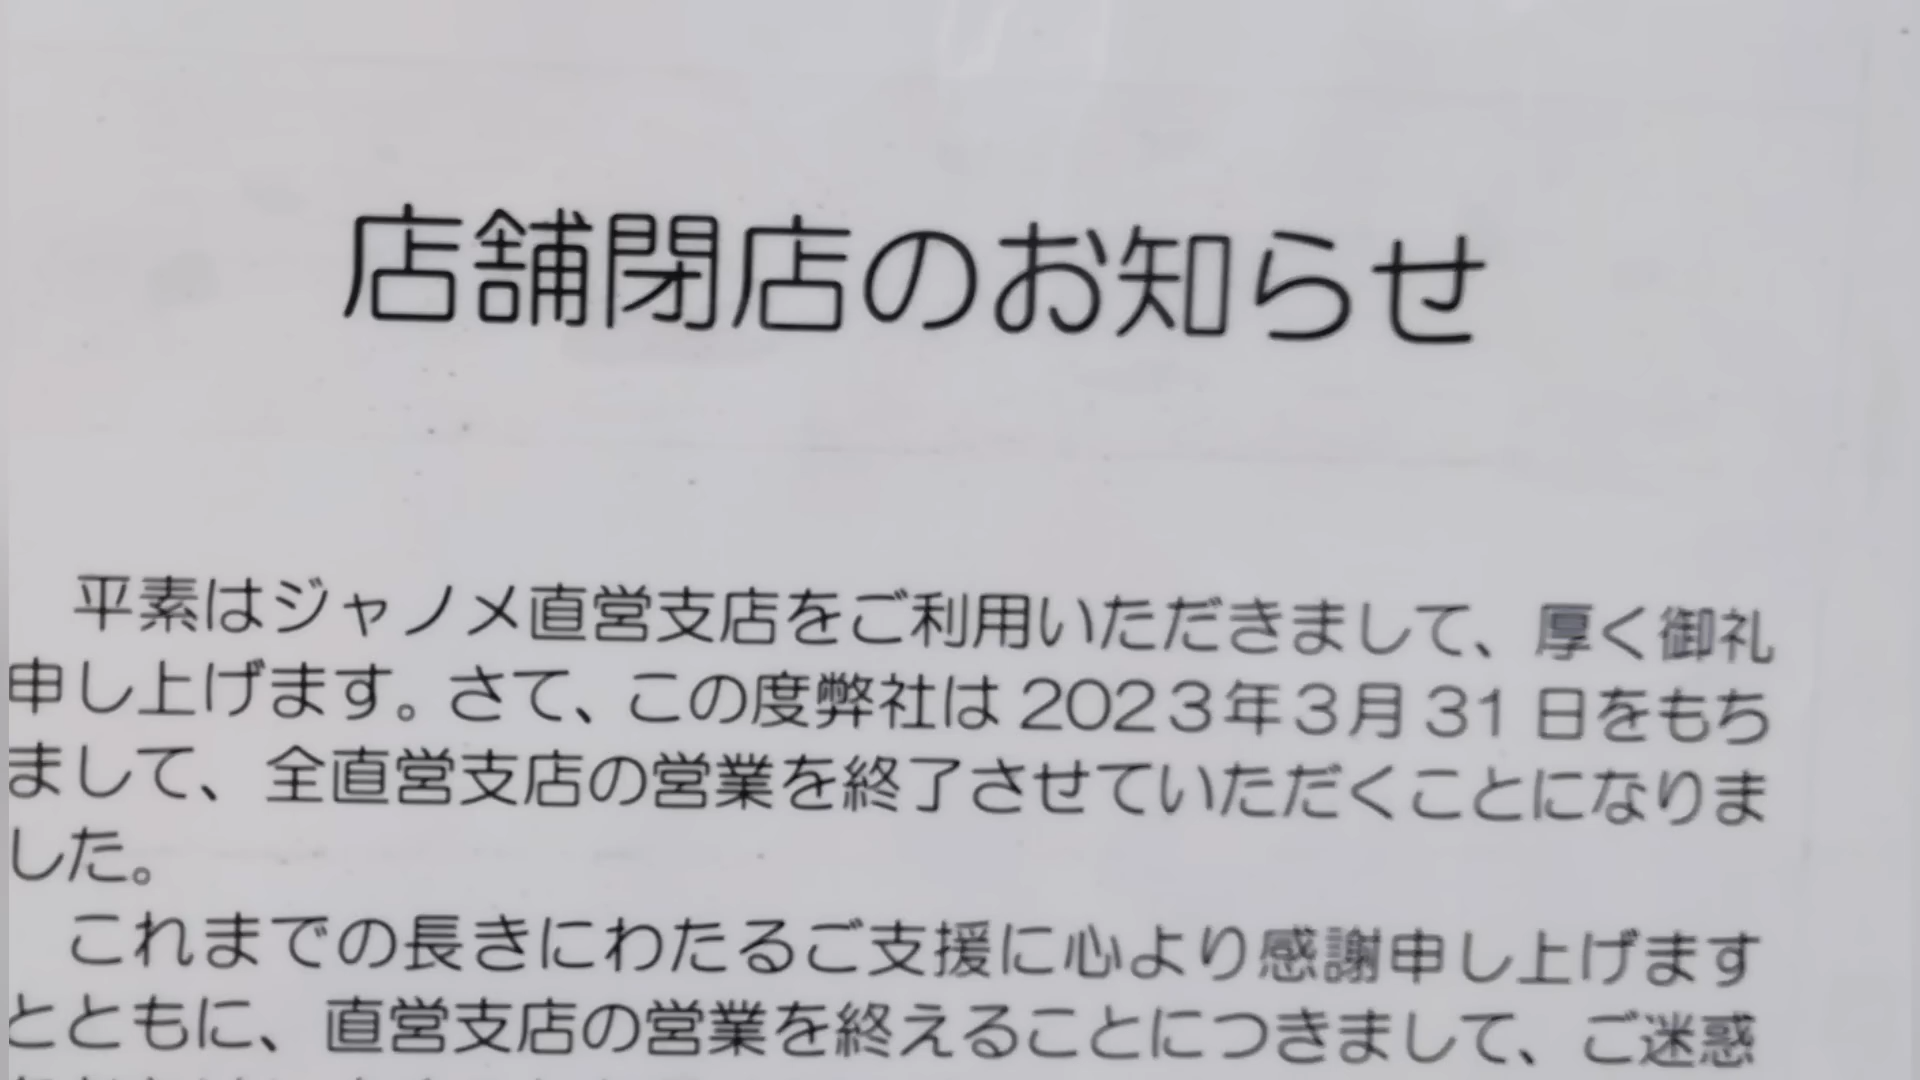 店舗閉店のお知らせ
平素はジャノメ直営支店をご利用いただきまして、厚く御礼
申し上げます。さて、この度弊社は2023年3月31日をもち
まして、全直営支店の営業を終了させていただくことになりま
した。
これまでの長きにわたるご支援に心より感謝申し上げます
とともに、直営支店の営業を終えることにつきまして、ご迷惑